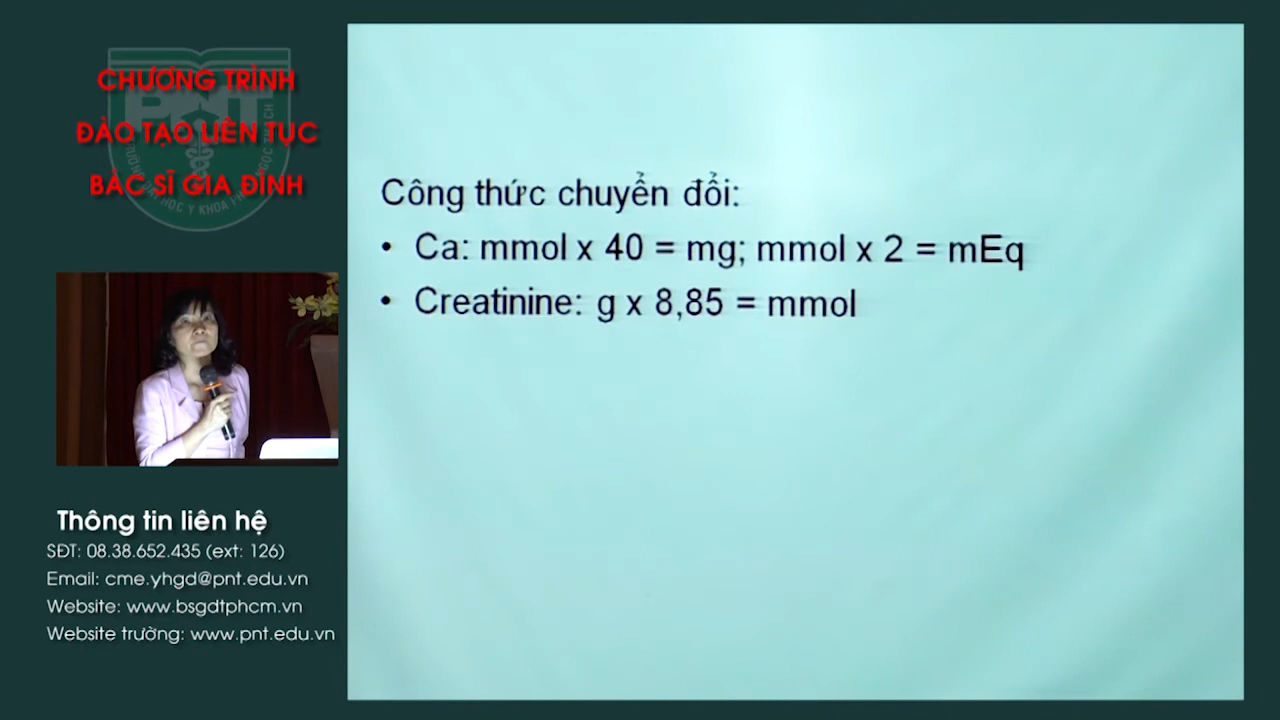 CHƯƠNG TRÌNH
ĐÀO TẠO LIÊN TỤC
BÁC SĨ GIA ĐÌNH
PNT
Công thức chuyển đổi:
• Ca: mmol x 40 = mg; mmol x 2 = mEq
• Creatinine: g x 8,85 = mmol
Thông tin liên hệ
SĐT: 08.38.652.435 (ext: 126)
Email: cme.yhgd@pnt.edu.vn
Website: www.bsgdtphcm.vn
Website trường: www.pnt.edu.vn